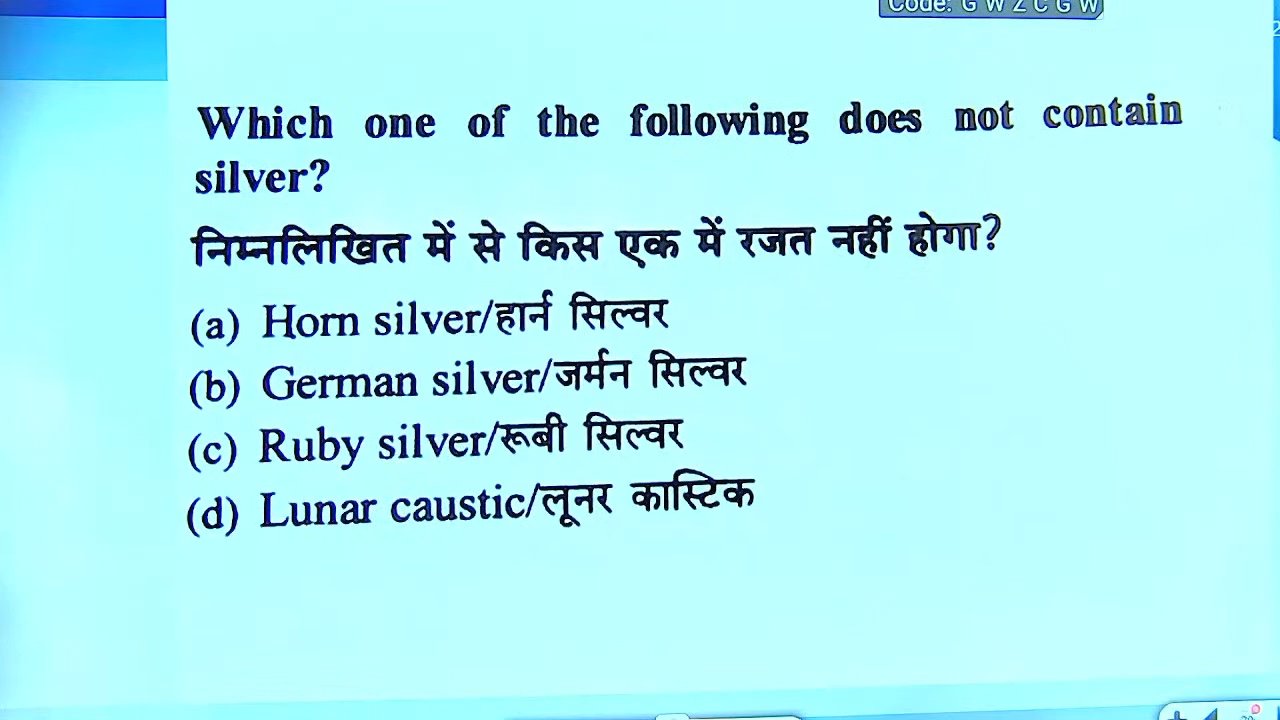 Code: G W Z C G W
Which one of the following does not contain
silver?
निम्नलिखित में से किस एक में रजत नहीं होगा?
(a) Horn silver/हार्न सिल्वर
(b) German silver/जर्मन सिल्वर
(c) Ruby silver/रूबी सिल्वर
(d) Lunar caustic/लूनर कास्टिक